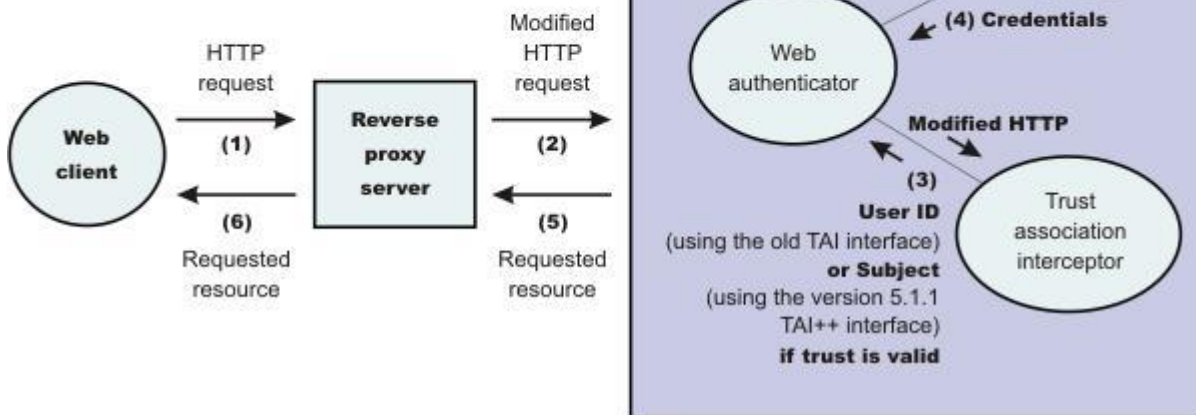 Web
client
HTTP
request
(1)
(6)
Requested
resource
Reverse
proxy
server
Modified
HTTP
request
(2)
(5)
Requested
resource
(4) Credentials
Web
authenticator
Modified HTTP
(3)
User ID
(using the old TAI interface)
or Subject
(using the version 5.1.1
TAI++ interface)
if trust is valid
Trust
association
interceptor